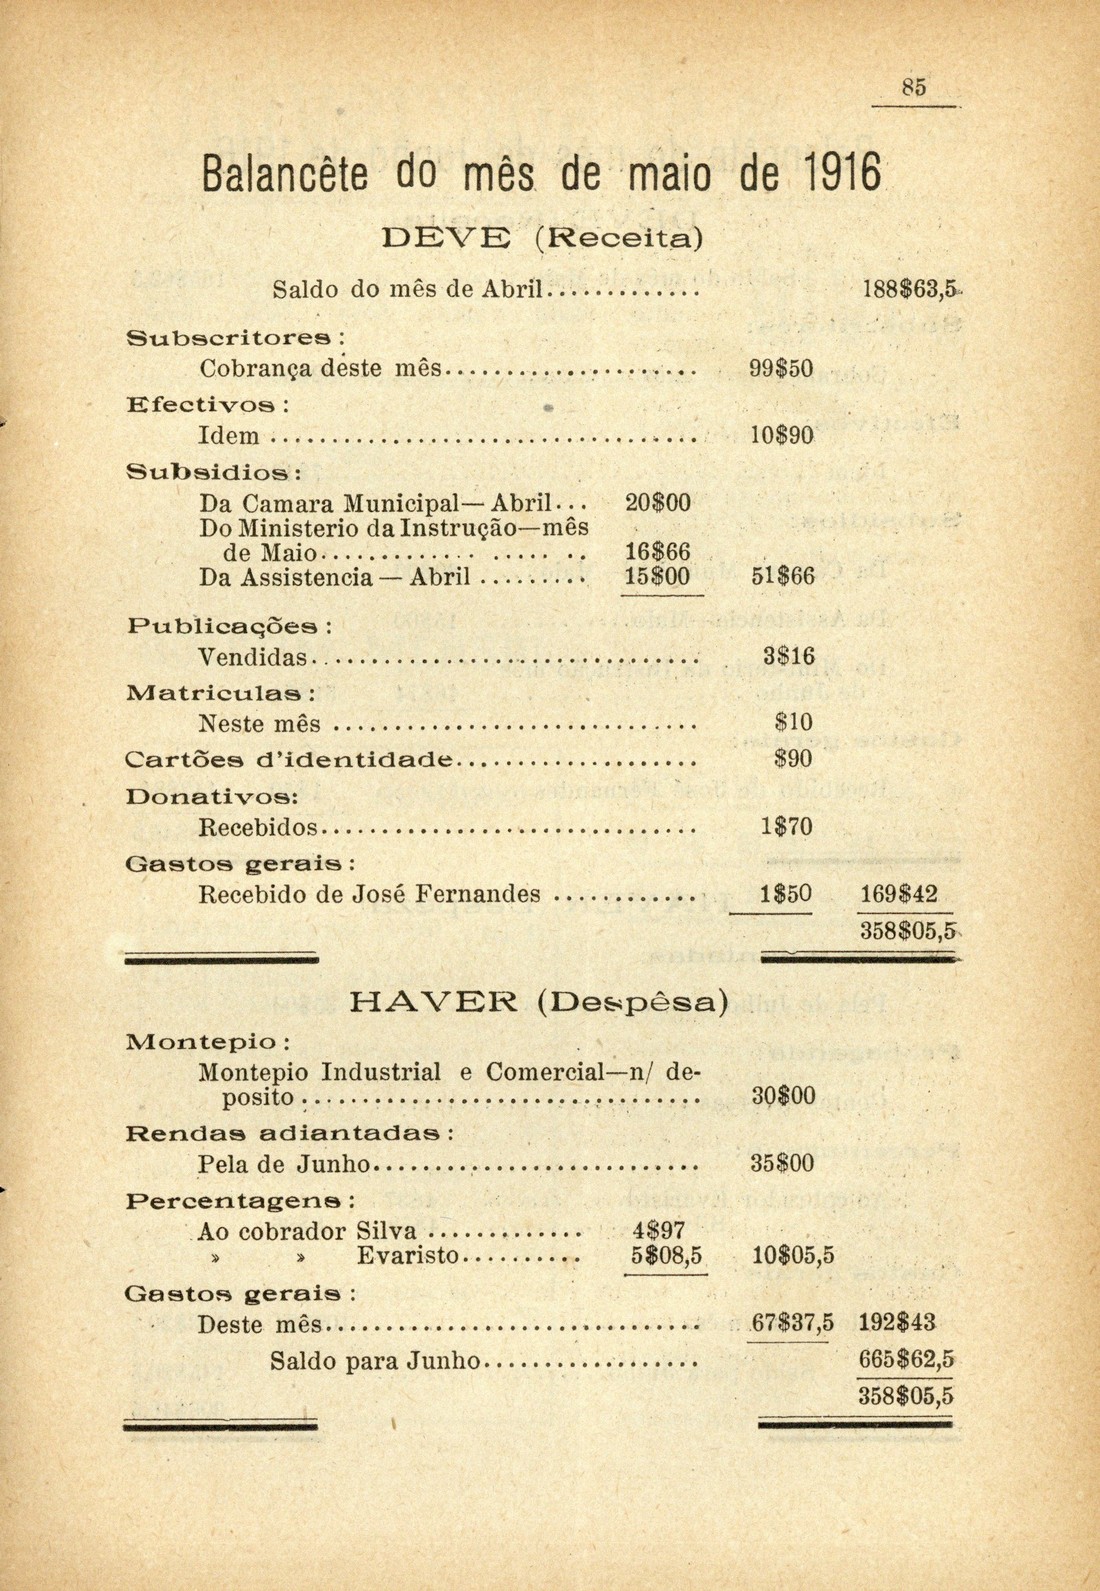 85
Balancête do mês de maio de 1916
DEVE (Receita)
Saldo do mês de Abril............. 188$63,5
Subscritores:
Cobrança dêste mês..................... 99$50
Efectivos:
Idem ................................... 10$90
Subsidios:
Da Camara Municipal—Abril... 20$00
Do Ministerio da Instrução—mês
de Maio............. ..... .. 16$66
Da Assistencia — Abril ......... 15$00 51$66
Publicações:
Vendidas................................ 3$16
Matriculas:
Neste mês .............................. $10
Cartões d'identidade.................... $90
Donativos:
Recebidos............................... 1$70
Gastos gerais:
Recebido de José Fernandes ............ 1$50 169$42
358$05,5
HAVER (Despêsa)
Montepio:
Montepio Industrial e Comercial—n/ de-
posito ................................. 30$00
Rendas adiantadas:
Pela de Junho........................... 35$00
Percentagens:
Ao cobrador Silva ............. 4$97
» » Evaristo.......... 5$08,5 10$05,5
Gastos gerais:
Deste mês............................... 67$37,5 192$43
Saldo para Junho.................. 665$62,5
358$05,5